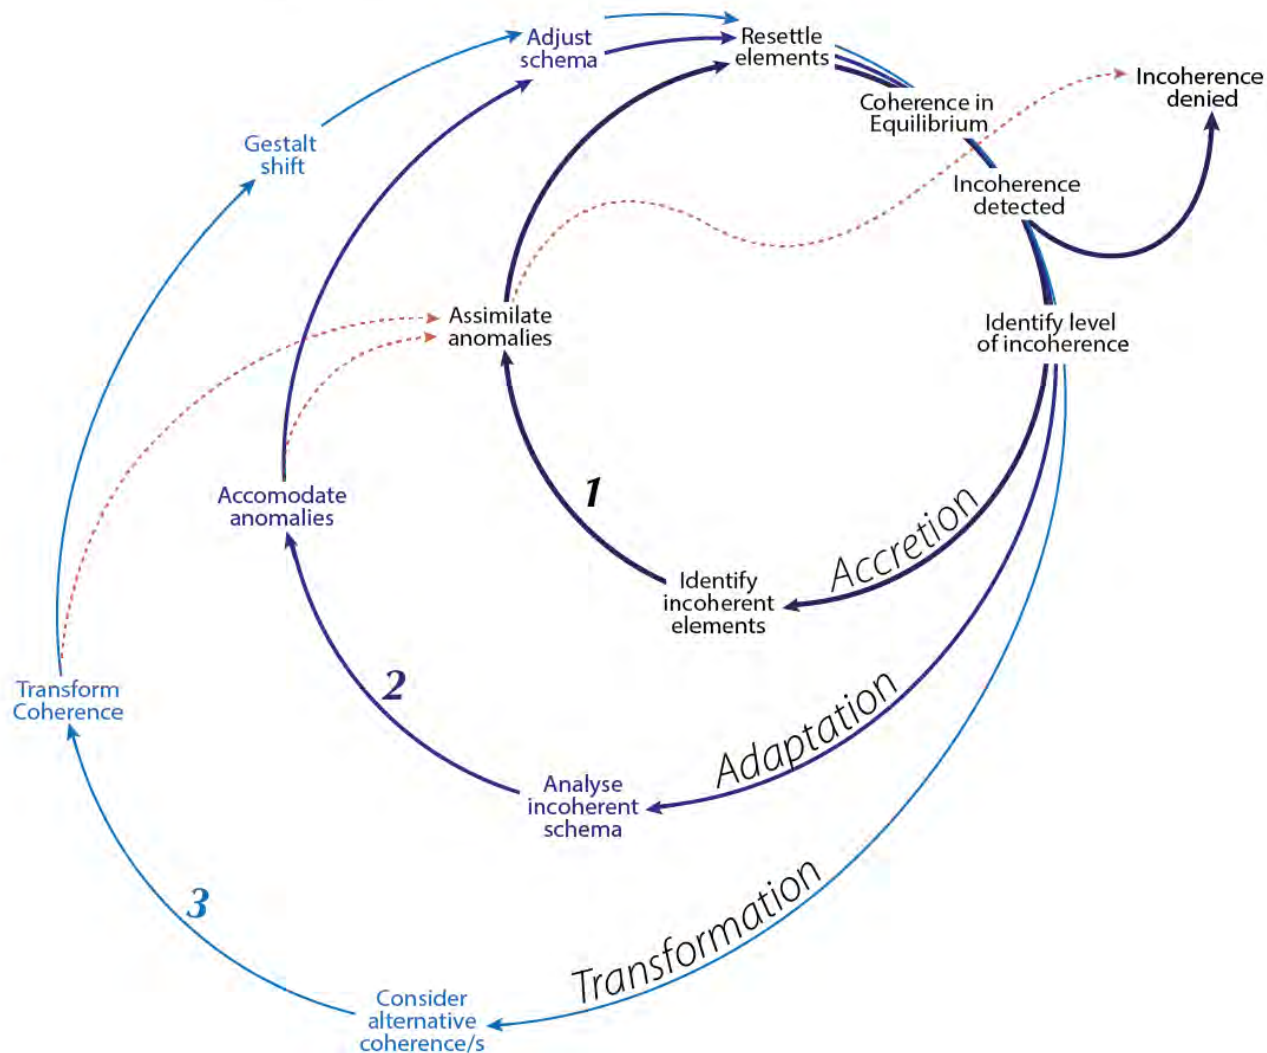 Adjust
schema
Resettle
elements
Incoherence
denied
Coherence in
Equilibrium
Gestalt
shift
Incoherence
detected
Assimilate
anomalies
Identify level
of incoherence
1
Accretion
Accomodate
anomalies
Identify
incoherent
elements
2
Adaptation
Transform
Coherence
Analyse
incoherent
schema
3
Transformation
Consider
alternative
coherence/s